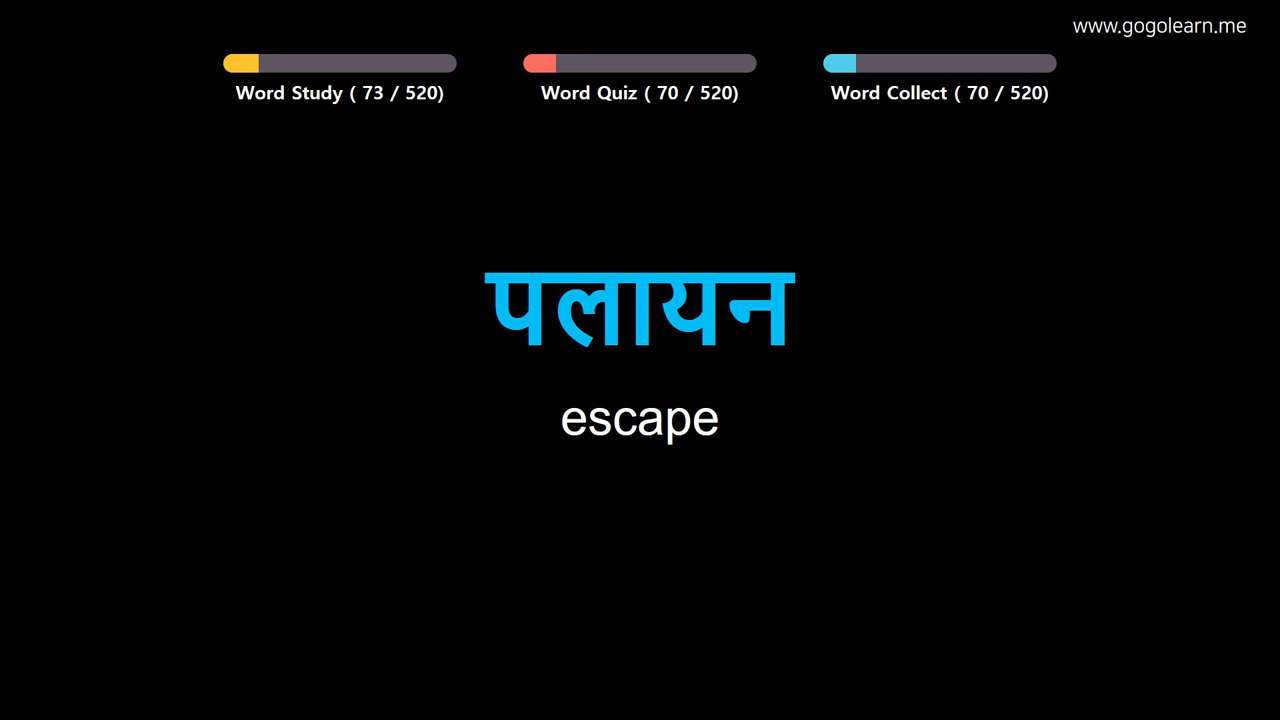 www.gogolearn.me
Word Study ( 73 / 520)
Word Quiz ( 70 / 520)
Word Collect ( 70 / 520)
पलायन
escape